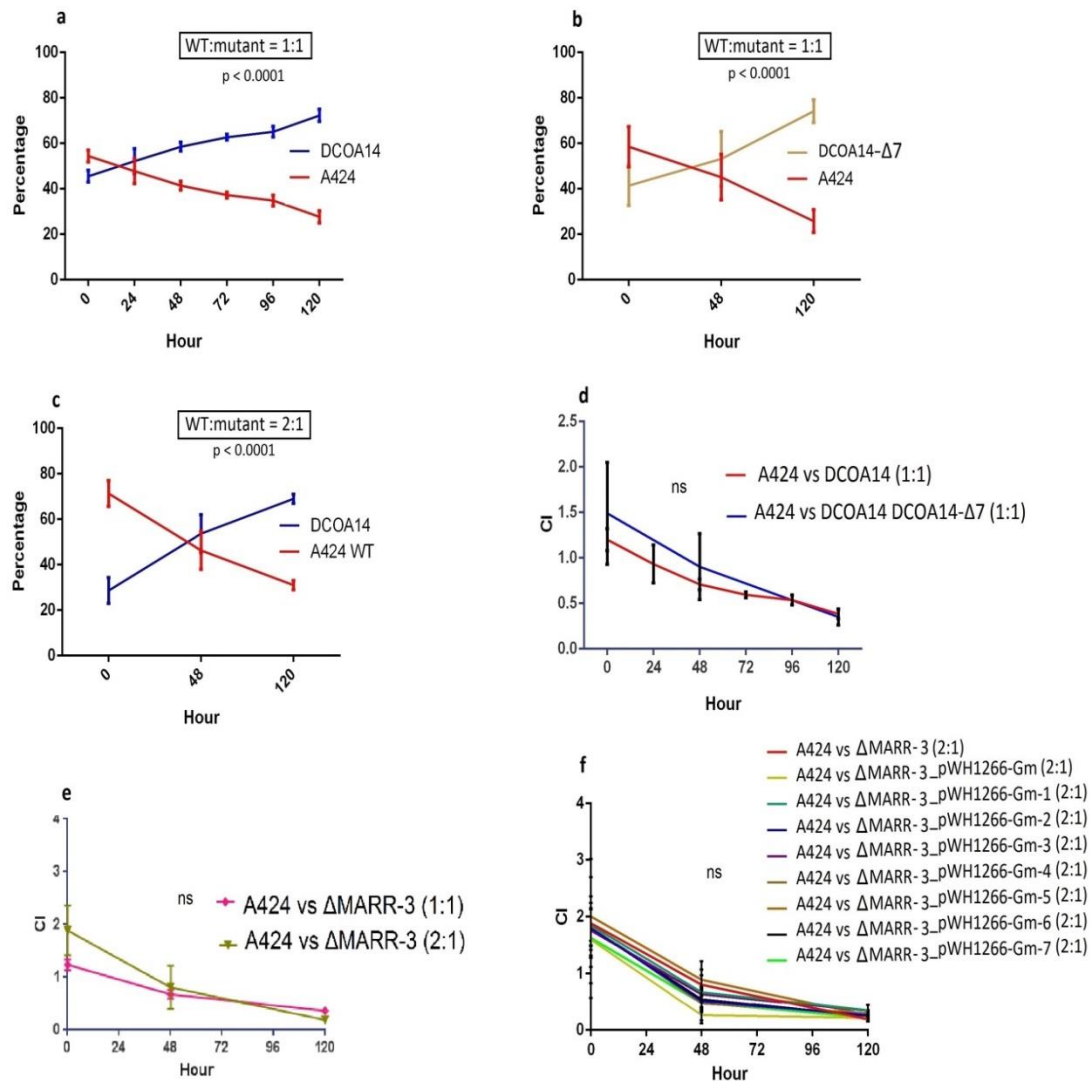 a
WT:mutant = 1:1
p < 0.0001
100
80
60
40
20
0
Percentage
DCOA14
A424
0 24 48 72 96 120
Hour
b
WT:mutant = 1:1
p < 0.0001
100
80
60
40
20
0
Percentage
DCOA14-Δ7
A424
0 48 120
Hour
c
WT:mutant = 2:1
p < 0.0001
100
80
60
40
20
0
Percentage
DCOA14
A424 WT
0 48 120
Hour
d
2.5
2.0
1.5
1.0
0.5
0.0
CI
ns
A424 vs DCOA14 (1:1)
A424 vs DCOA14 DCOA14-Δ7 (1:1)
0 24 48 72 96 120
Hour
e
4
3
2
1
0
CI
ns
A424 vs ΔMARR-3 (1:1)
A424 vs ΔMARR-3 (2:1)
0 24 48 72 96 120
Hour
f
4
3
2
1
0
CI
ns
A424 vs ΔMARR-3 (2:1)
A424 vs ΔMARR-3_pWH1266-Gm (2:1)
A424 vs ΔMARR-3_pWH1266-Gm-1 (2:1)
A424 vs ΔMARR-3_pWH1266-Gm-2 (2:1)
A424 vs ΔMARR-3_pWH1266-Gm-3 (2:1)
A424 vs ΔMARR-3_pWH1266-Gm-4 (2:1)
A424 vs ΔMARR-3_pWH1266-Gm-5 (2:1)
A424 vs ΔMARR-3_pWH1266-Gm-6 (2:1)
A424 vs ΔMARR-3_pWH1266-Gm-7 (2:1)
0 24 48 72 96 120
Hour